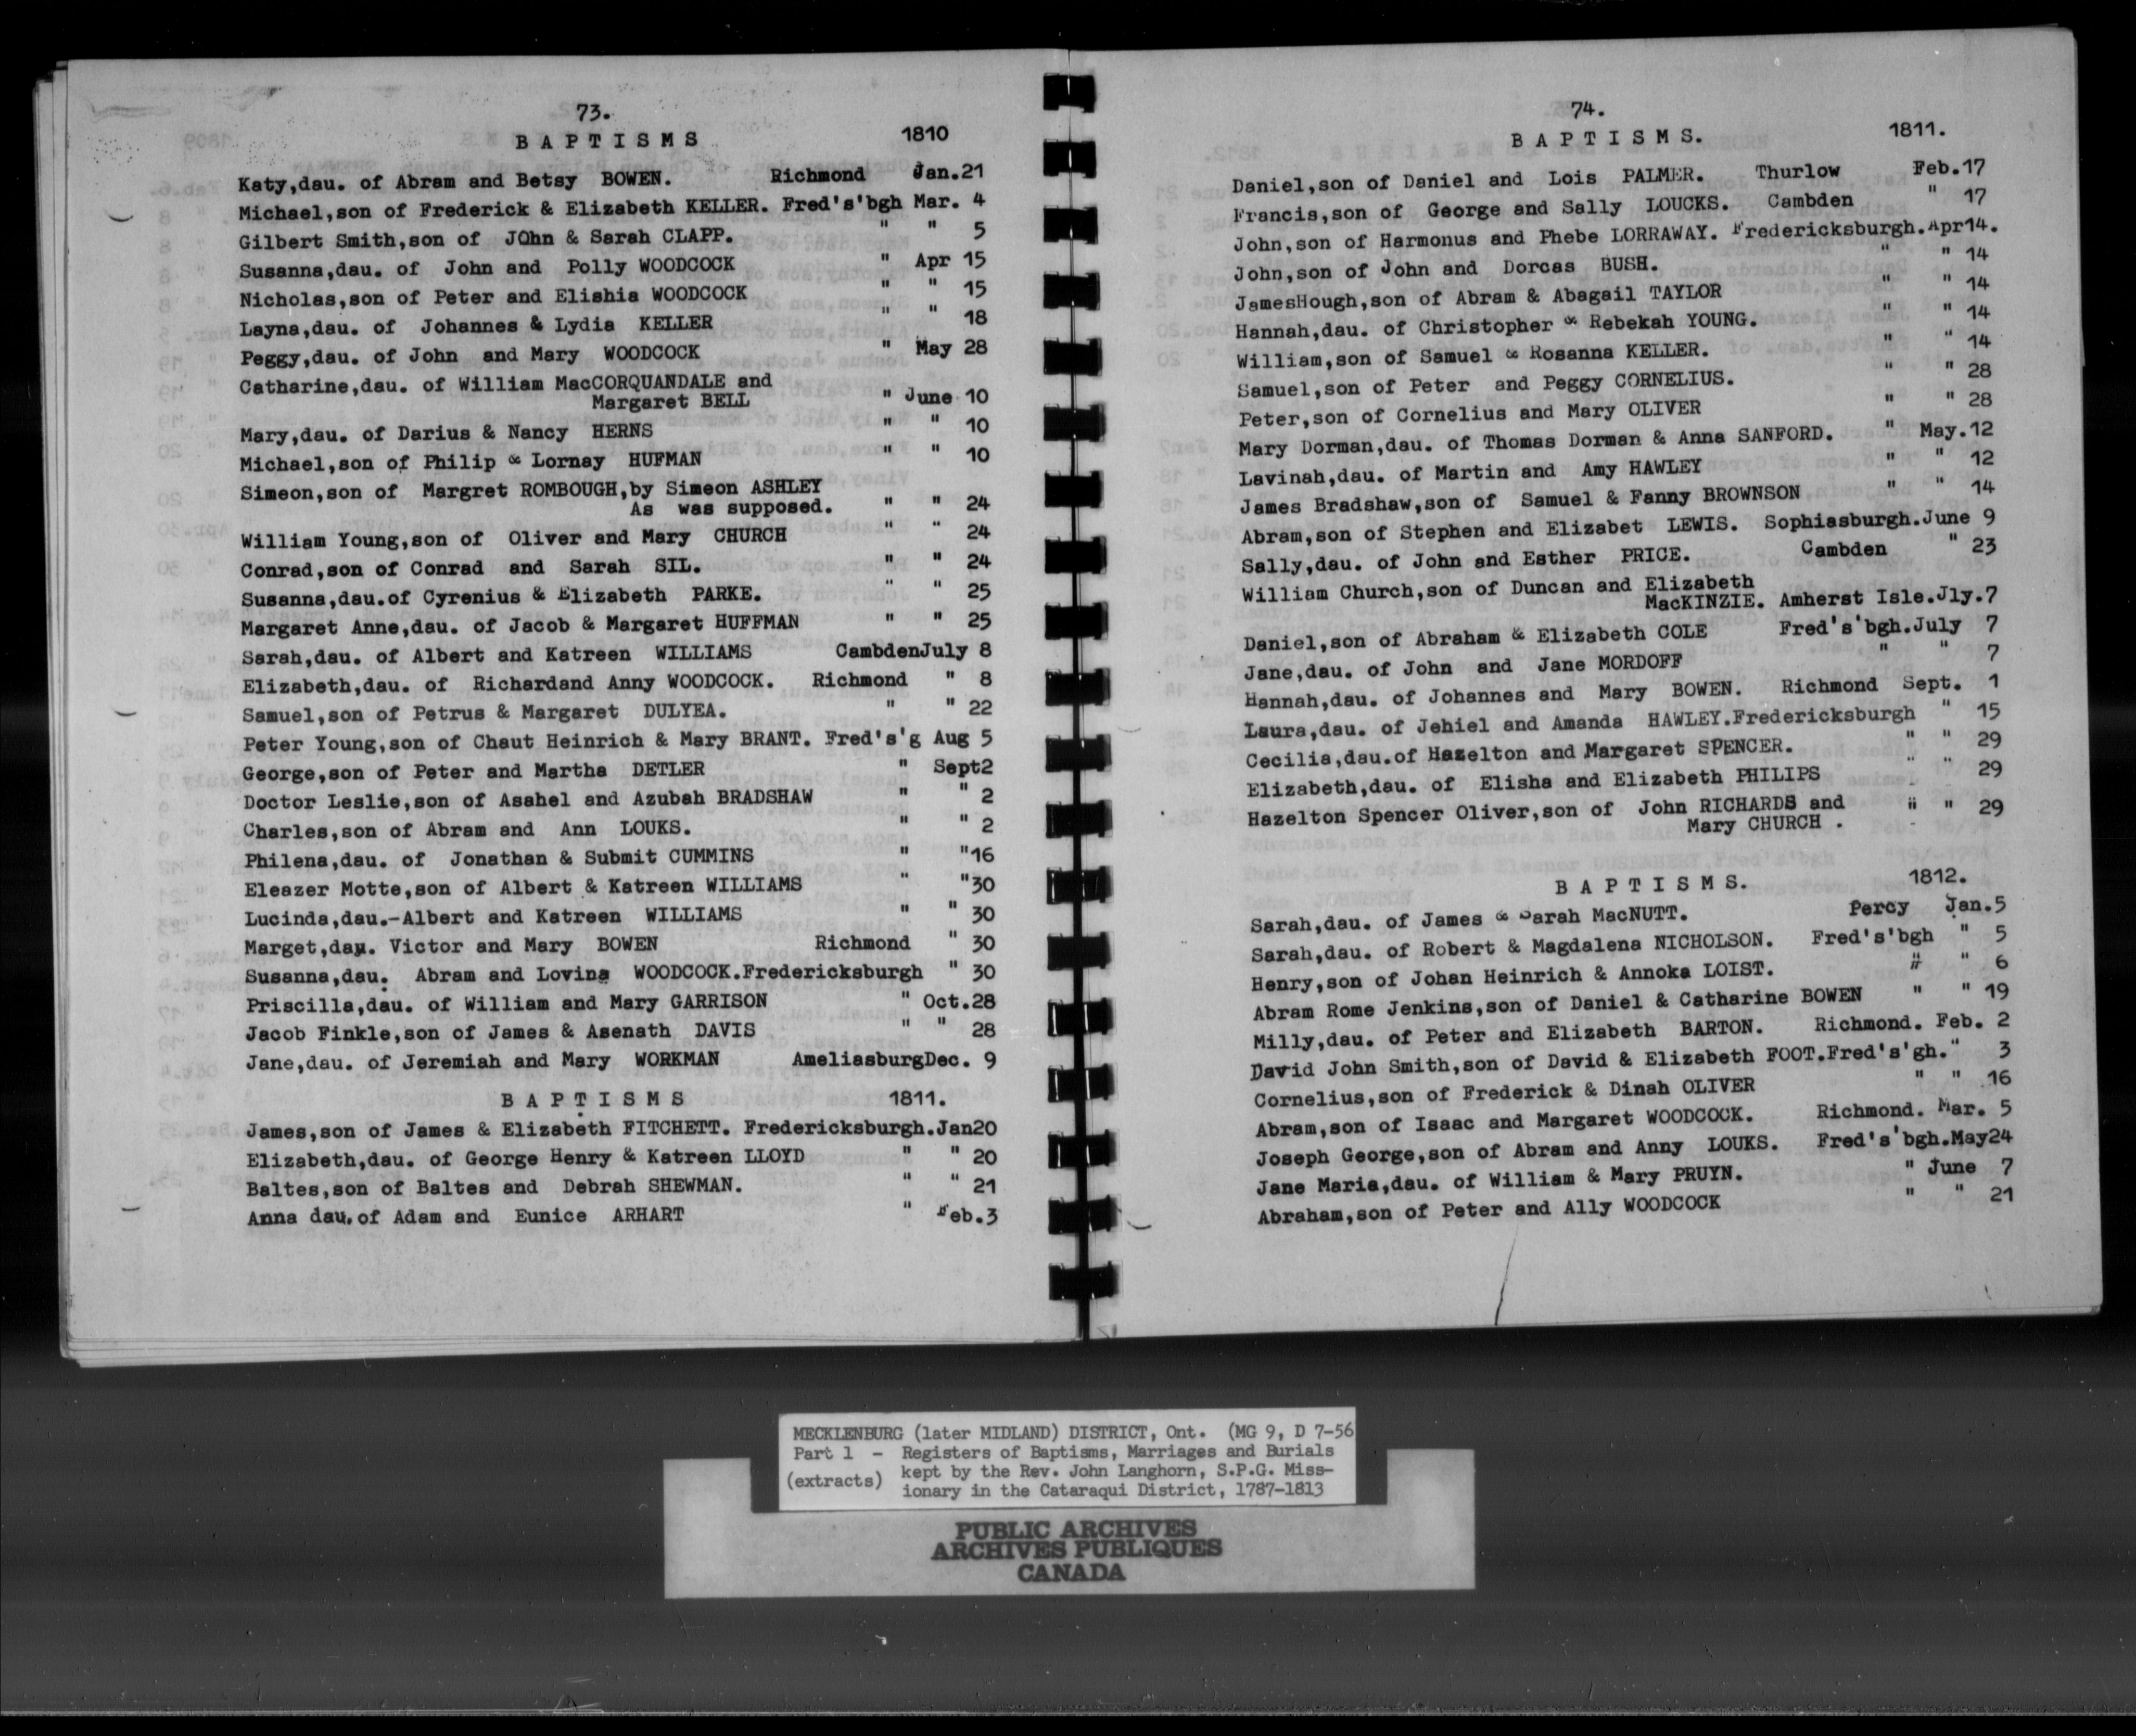 73.
BAPTISMS 1810
Katy,dau. of Abram and Betsy BOWEN. Richmond Jan.21
Michael,son of Frederick & Elizabeth KELLER. Fred's'bgh Mar. 4
Gilbert Smith,son of JOhn & Sarah CLAPP. " " 5
Susanna,dau. of John and Polly WOODCOCK " Apr 15
Nicholas,son of Peter and Elishia WOODCOCK " " 15
Layna,dau. of Johannes & Lydia KELLER " " 18
Peggy,dau. of John and Mary WOODCOCK " May 28
Catharine,dau. of William MacCORQUANDALE and
Margaret BELL " June 10
Mary,dau. of Darius & Nancy HERNS " " 10
Michael,son of Philip & Lornay HUFMAN " " 10
Simeon,son of Margret ROMBOUGH,by Simeon ASHLEY
As was supposed. " " 24
William Young,son of Oliver and Mary CHURCH " " 24
Conrad,son of Conrad and Sarah SIL. " " 24
Susanna,dau.of Cyrenius & Elizabeth PARKE. " " 25
Margaret Anne,dau. of Jacob & Margaret HUFFMAN " " 25
Sarah,dau. of Albert and Katreen WILLIAMS CambdenJuly 8
Elizabeth,dau. of Richardand Anny WOODCOCK. Richmond " 8
Samuel,son of Petrus & Margaret DULYEA. " " 22
Peter Young,son of Chaut Heinrich & Mary BRANT. Fred's'g Aug 5
George,son of Peter and Martha DETLER " Sept2
Doctor Leslie,son of Asahel and Azubah BRADSHAW " " 2
Charles,son of Abram and Ann LOUKS. " " 2
Philena,dau. of Jonathan & Submit CUMMINS " "16
Eleazer Motte,son of Albert & Katreen WILLIAMS " "30
Lucinda,dau.-Albert and Katreen WILLIAMS " " 30
Marget,dau. Victor and Mary BOWEN Richmond " 30
Susanna,dau. Abram and Lovina WOODCOCK.Fredericksburgh " 30
Priscilla,dau. of William and Mary GARRISON " Oct.28
Jacob Finkle,son of James & Asenath DAVIS " " 28
Jane,dau. of Jeremiah and Mary WORKMAN AmeliasburgDec. 9
BAPTISMS 1811.
James,son of James & Elizabeth FITCHETT. Fredericksburgh.Jan20
Elizabeth,dau. of George Henry & Katreen LLOYD " " 20
Baltes,son of Baltes and Debrah SHEWMAN. " " 21
Anna dau.of Adam and Eunice ARHART " Feb.3
74.
BAPTISMS. 1811.
Daniel,son of Daniel and Lois PALMER. Thurlow Feb.17
Francis,son of George and Sally LOUCKS. Cambden " 17
John,son of Harmonus and Phebe LORRAWAY. Fredericksburgh.Apr14.
John,son of John and Dorcas BUSH. " " 14
JamesHough,son of Abram & Abagail TAYLOR " " 14
Hannah,dau. of Christopher & Rebekah YOUNG. " " 14
William,son of Samuel & Rosanna KELLER. " " 14
Samuel,son of Peter and Peggy CORNELIUS. " " 28
Peter,son of Cornelius and Mary OLIVER " " 28
Mary Dorman,dau. of Thomas Dorman & Anna SANFORD. " May.12
Lavinah,dau. of Martin and Amy HAWLEY " " 12
James Bradshaw,son of Samuel & Fanny BROWNSON " " 14
Abram,son of Stephen and Elizabet LEWIS. Sophiasburgh.June 9
Sally,dau. of John and Esther PRICE. Cambden " 23
William Church,son of Duncan and Elizabeth
MacKINZIE. Amherst Isle.Jly.7
Daniel,son of Abraham & Elizabeth COLE Fred's'bgh.July 7
Jane,dau. of John and Jane MORDOFF " " 7
Hannah,dau. of Johannes and Mary BOWEN. Richmond Sept. 1
Laura,dau. of Jehiel and Amanda HAWLEY.Fredericksburgh " 15
Cecilia,dau.of Hazelton and Margaret SPENCER. " " 29
Elizabeth,dau. of Elisha and Elizabeth PHILIPS " " 29
Hazelton Spencer Oliver,son of John RICHARDS and " " 29
Mary CHURCH .
BAPTISMS. 1812.
Sarah,dau. of James & Sarah MacNUTT. Percy Jan.5
Sarah,dau. of Robert & Magdalena NICHOLSON. Fred's'bgh " 5
Henry,son of Johan Heinrich & Annoka LOIST. " " 6
Abram Rome Jenkins,son of Daniel & Catharine BOWEN " " 19
Milly,dau. of Peter and Elizabeth BARTON. Richmond. Feb. 2
David John Smith,son of David & Elizabeth FOOT.Fred's'gh." 3
Cornelius,son of Frederick & Dinah OLIVER " " 16
Abram,son of Isaac and Margaret WOODCOCK. Richmond. Mar. 5
Joseph George,son of Abram and Anny LOUKS. Fred's'bgh.May24
Jane Maria,dau. of William & Mary PRUYN. " June 7
Abraham,son of Peter and Ally WOODCOCK " " 21
MECKLENBURG (later MIDLAND) DISTRICT, Ont. (MG 9, D 7-56
Part 1 - Registers of Baptisms, Marriages and Burials
(extracts) kept by the Rev. John Langhorn, S.P.G. Miss-
ionary in the Cataraqui District, 1787-1813
PUBLIC ARCHIVES
ARCHIVES PUBLIQUES
CANADA